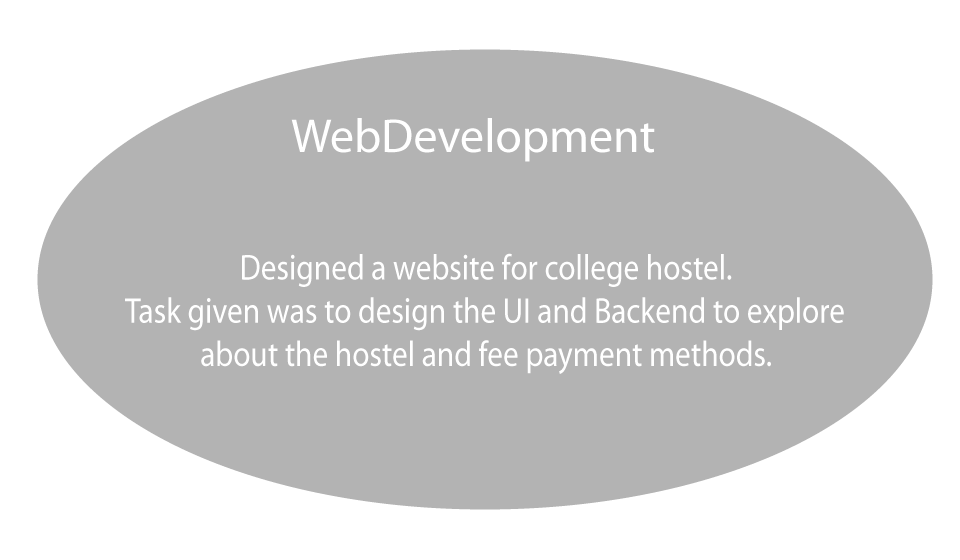 WebDevelopment
Designed a website for college hostel.
Task given was to design the UI and Backend to explore
about the hostel and fee payment methods.